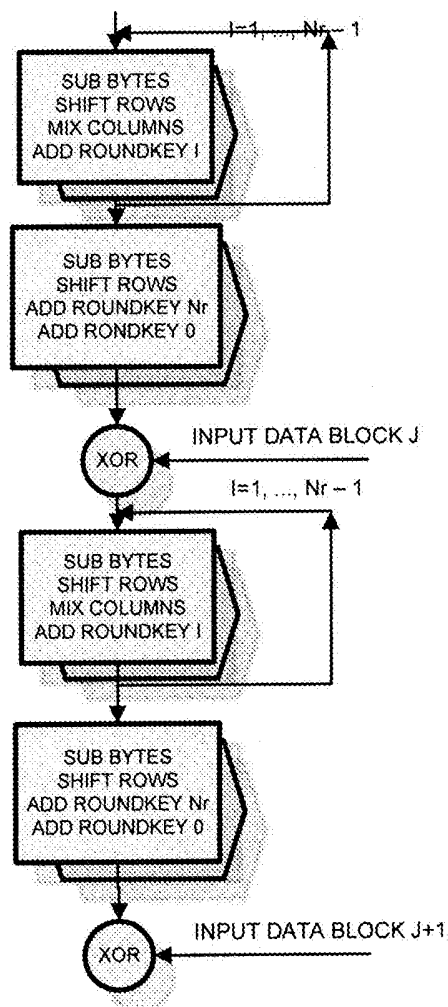 I=1, ..., Nr – 1
SUB BYTES
SHIFT ROWS
MIX COLUMNS
ADD ROUNDKEY I
SUB BYTES
SHIFT ROWS
ADD ROUNDKEY Nr
ADD RONDKEY 0
INPUT DATA BLOCK J
XOR
I=1, ..., Nr – 1
SUB BYTES
SHIFT ROWS
MIX COLUMNS
ADD ROUNDKEY I
SUB BYTES
SHIFT ROWS
ADD ROUNDKEY Nr
ADD ROUNDKEY 0
INPUT DATA BLOCK J+1
XOR